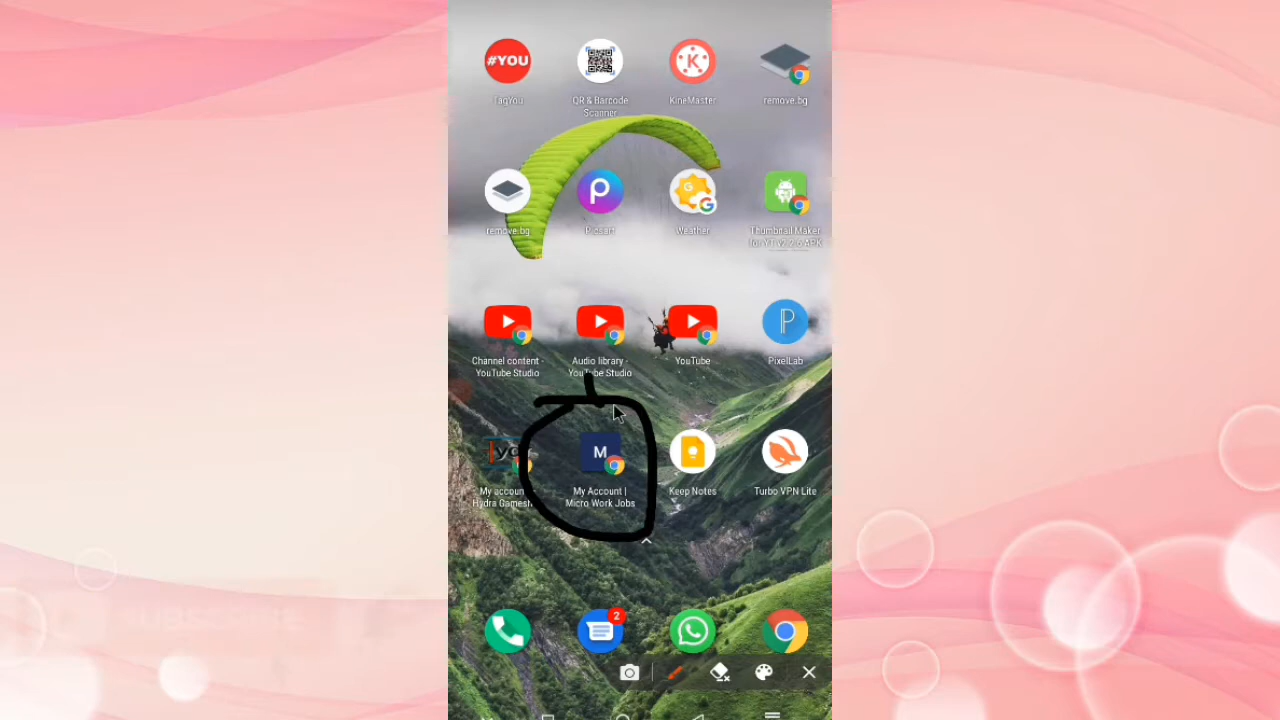 #YOU
K
TagYou
QR & Barcode
Scanner
KineMaster
remove.bg
P
G
G
remove.bg
Picsart
Weather
Thumbnail Maker
for YT v2.2.6 APK
P
Channel content -
YouTube Studio
Audio library -
YouTube Studio
YouTube
PixelLab
M
My account -
Hydra Games
My Account |
Micro Work Jobs
Keep Notes
Turbo VPN Lite
2